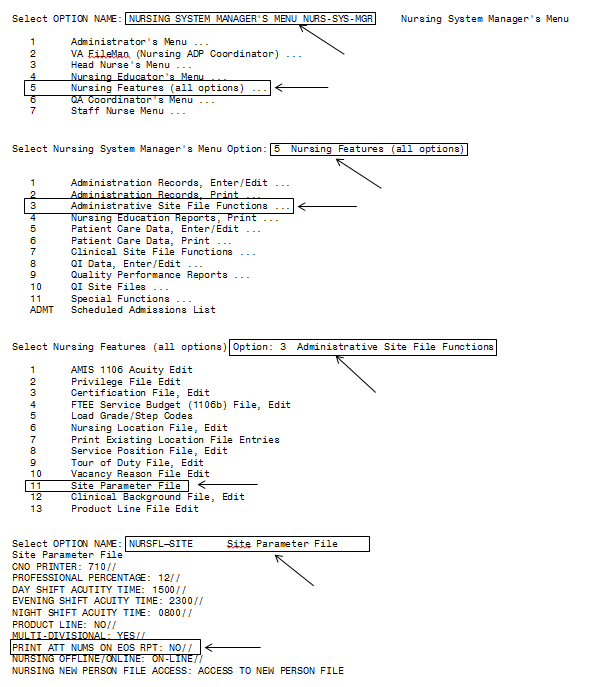 Select OPTION NAME: NURSING SYSTEM MANAGER'S MENU NURS-SYS-MGR Nursing System Manager's Menu
1 Administrator's Menu ...
2 VA FileMan (Nursing ADP Coordinator) ...
3 Head Nurse's Menu ...
4 Nursing Educator's Menu ...
5 Nursing Features (all options) ...
6 QA Coordinator's Menu ...
7 Staff Nurse Menu ...
Select Nursing System Manager's Menu Option: 5 Nursing Features (all options)
1 Administration Records, Enter/Edit ...
2 Administration Records, Print ...
3 Administrative Site File Functions ...
4 Nursing Education Reports, Print ...
5 Patient Care Data, Enter/Edit ...
6 Patient Care Data, Print ...
7 Clinical Site File Functions ...
8 QI Data, Enter/Edit ...
9 Quality Performance Reports ...
10 QI Site Files ...
11 Special Functions ...
ADMT Scheduled Admissions List
Select Nursing Features (all options) Option: 3 Administrative Site File Functions
1 AMIS 1106 Acuity Edit
2 Privilege File Edit
3 Certification File, Edit
4 FTEE Service Budget (1106b) File, Edit
5 Load Grade/Step Codes
6 Nursing Location File, Edit
7 Print Existing Location File Entries
8 Service Position File, Edit
9 Tour of Duty File, Edit
10 Vacancy Reason File Edit
11 Site Parameter File
12 Clinical Background File, Edit
13 Product Line File Edit
Select OPTION NAME: NURSFL—SITE Site Parameter File
Site Parameter File
CNO PRINTER: 710//
PROFESSIONAL PERCENTAGE: 12//
DAY SHIFT ACUTITY TIME: 1500//
EVENING SHIFT ACUITY TIME: 2300//
NIGHT SHIFT ACUITY TIME: 0800//
PRODUCT LINE: NO//
MULTI-DIVISIONAL: YES//
PRINT ATT NUMS ON EOS RPT: NO//
NURSING OFFLINE/ONLINE: ON-LINE//
NURSING NEW PERSON FILE ACCESS: ACCESS TO NEW PERSON FILE